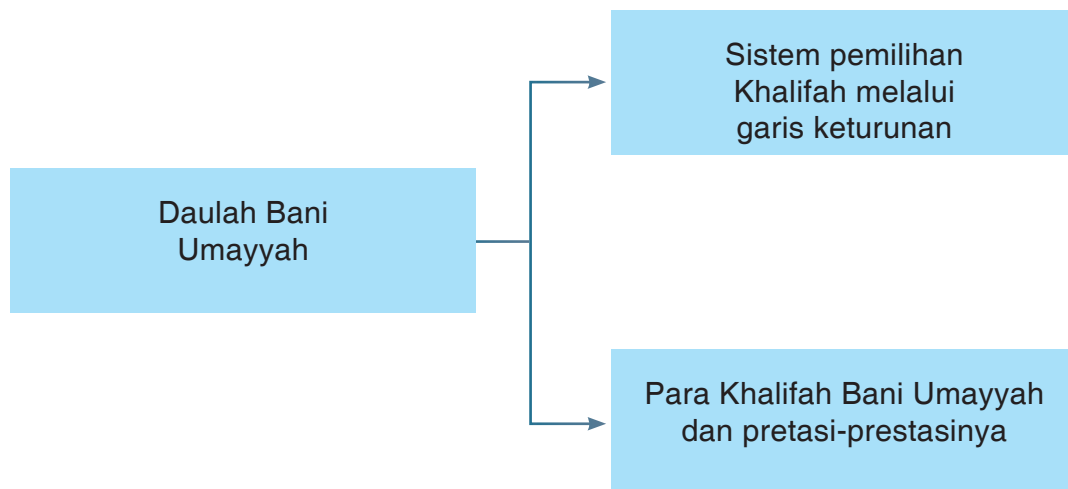 Sistem pemilihan
Khalifah melalui
garis keturunan
Daulah Bani
Umayyah
Para Khalifah Bani Umayyah
dan pretasi-prestasinya